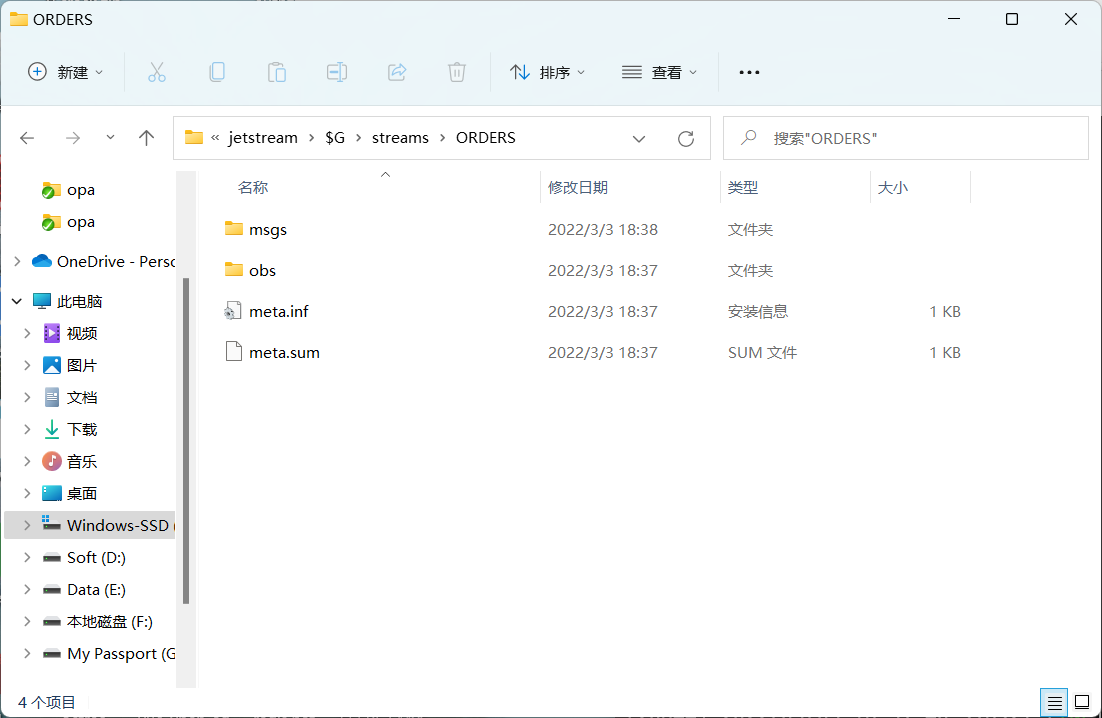 ORDERS
新建 排序 查看 •••
« jetstream › $G › streams › ORDERS 搜索"ORDERS"
名称 修改日期 类型 大小
msgs 2022/3/3 18:38 文件夹
obs 2022/3/3 18:37 文件夹
meta.inf 2022/3/3 18:37 安装信息 1 KB
meta.sum 2022/3/3 18:37 SUM 文件 1 KB
opa
opa
OneDrive - Persc
此电脑
视频
图片
文档
下载
音乐
桌面
Windows-SSD (
Soft (D:)
Data (E:)
本地磁盘 (F:)
My Passport (G
4 个项目